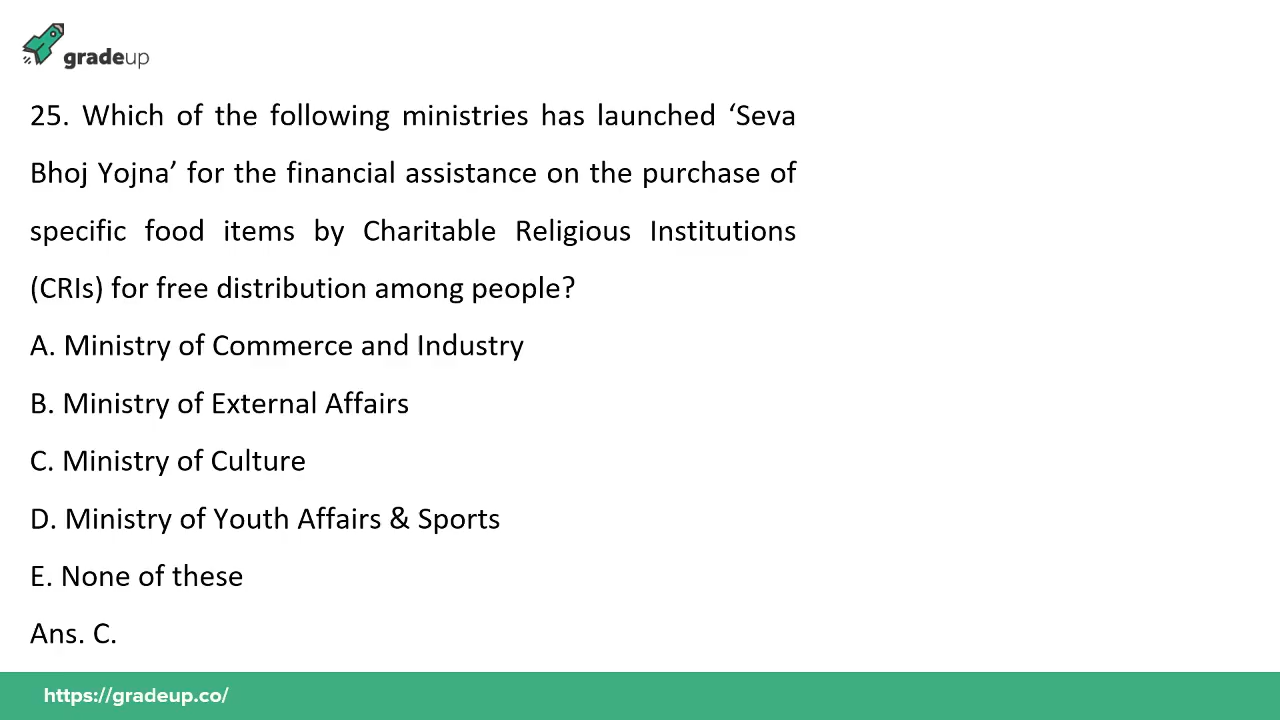 gradeup
25. Which of the following ministries has launched ‘Seva
Bhoj Yojna’ for the financial assistance on the purchase of
specific food items by Charitable Religious Institutions
(CRIs) for free distribution among people?
A. Ministry of Commerce and Industry
B. Ministry of External Affairs
C. Ministry of Culture
D. Ministry of Youth Affairs & Sports
E. None of these
Ans. C.
https://gradeup.co/